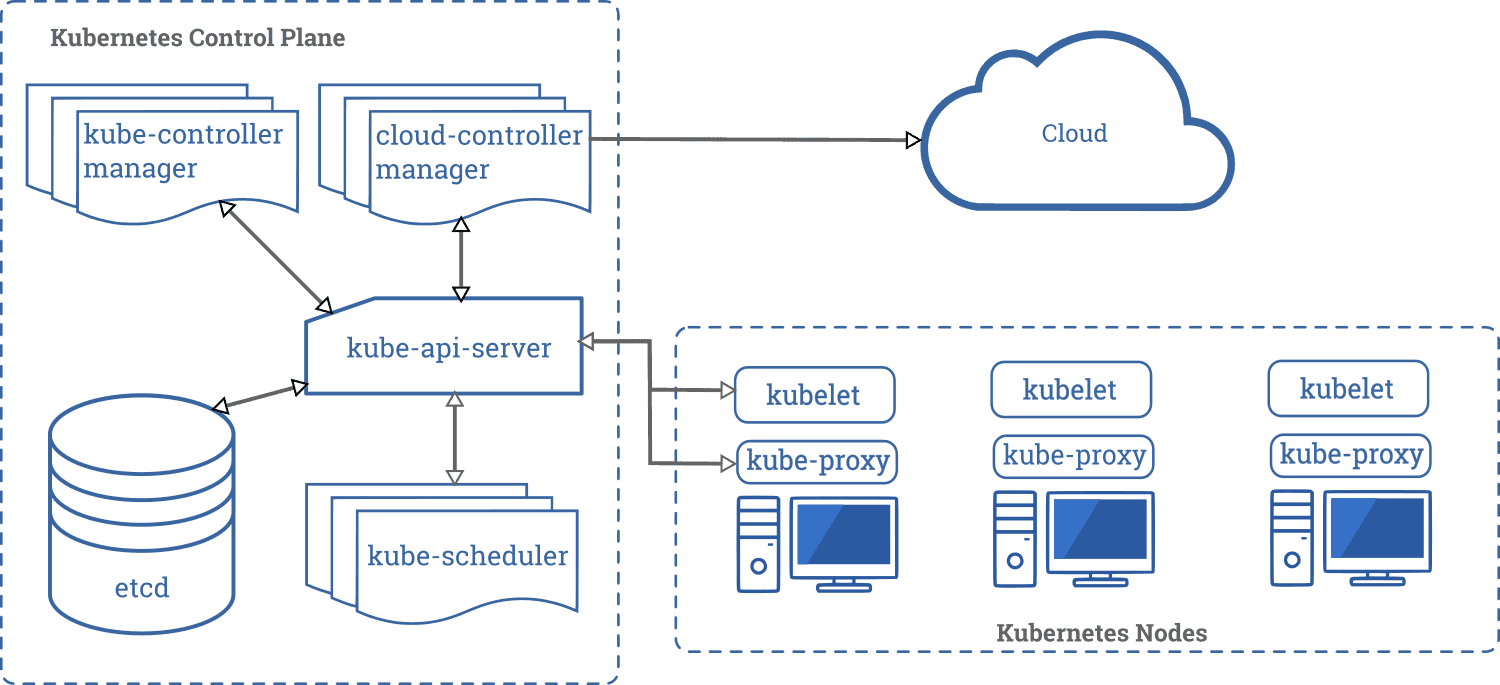 Kubernetes Control Plane
kube-controller
manager
cloud-controller
manager
Cloud
kube-api-server
kubelet
kubelet
kubelet
kube-proxy
kube-proxy
kube-proxy
kube-scheduler
etcd
Kubernetes Nodes